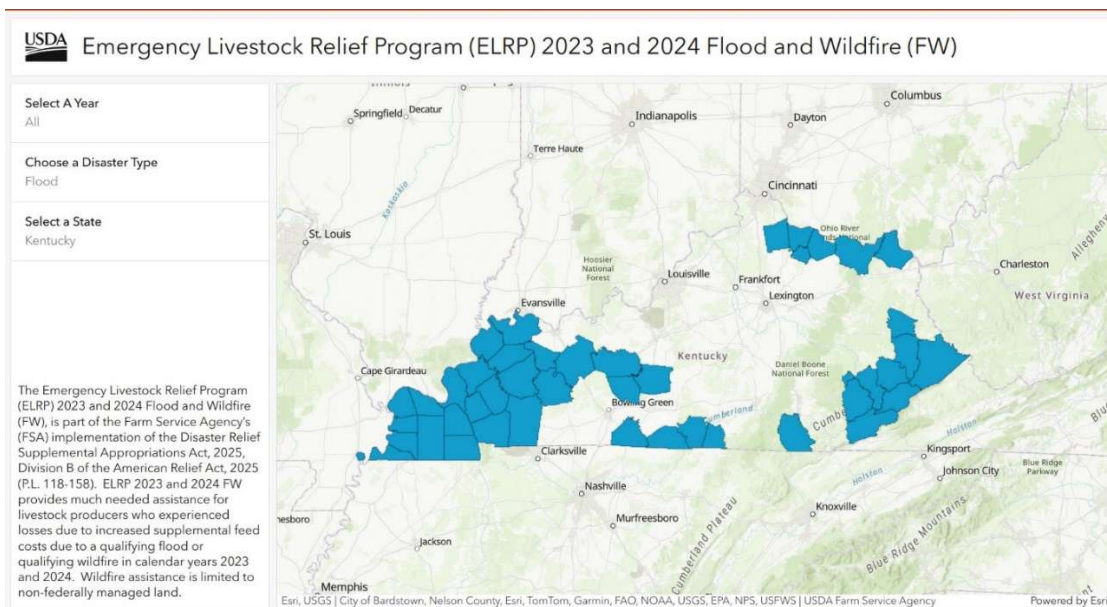 USDA
Emergency Livestock Relief Program (ELRP) 2023 and 2024 Flood and Wildfire (FW)
Select A Year
All
Choose a Disaster Type
Flood
Select a State
Kentucky
The Emergency Livestock Relief Program
(ELRP) 2023 and 2024 Flood and Wildfire
(FW), is part of the Farm Service Agency's
(FSA) implementation of the Disaster Relief
Supplemental Appropriations Act, 2025,
Division B of the American Relief Act, 2025
(P.L. 118-158). ELRP 2023 and 2024 FW
provides much needed assistance for
livestock producers who experienced
losses due to increased supplemental feed
costs due to a qualifying flood or
qualifying wildfire in calendar years 2023
and 2024. Wildfire assistance is limited to
non-federally managed land.
Springfield
Decatur
Indianapolis
Columbus
Dayton
Terre Haute
Kaskaskia
Cincinnati
St. Louis
Ohio River
Hoosier
National
Forest
Louisville
Frankfort
Lexington
Charleston
West Virginia
Allegheny
Evansville
Cape Girardeau
Kentucky
Daniel Boone
National Forest
Bowling Green
Cumberland
Clarksville
Kingsport
Holston
Blue Ridge
Parkway
Johnson City
Holston
Nashville
Murfreesboro
Knoxville
Cumberland Plateau
Blue Ridge Mountains
nesboro
Jackson
Memphis
Esri, USGS | City of Bardstown, Nelson County, Esri, TomTom, Garmin, FAO, NOAA, USGS, EPA, NPS, USFWS | USDA Farm Service Agency
Powered by Esri